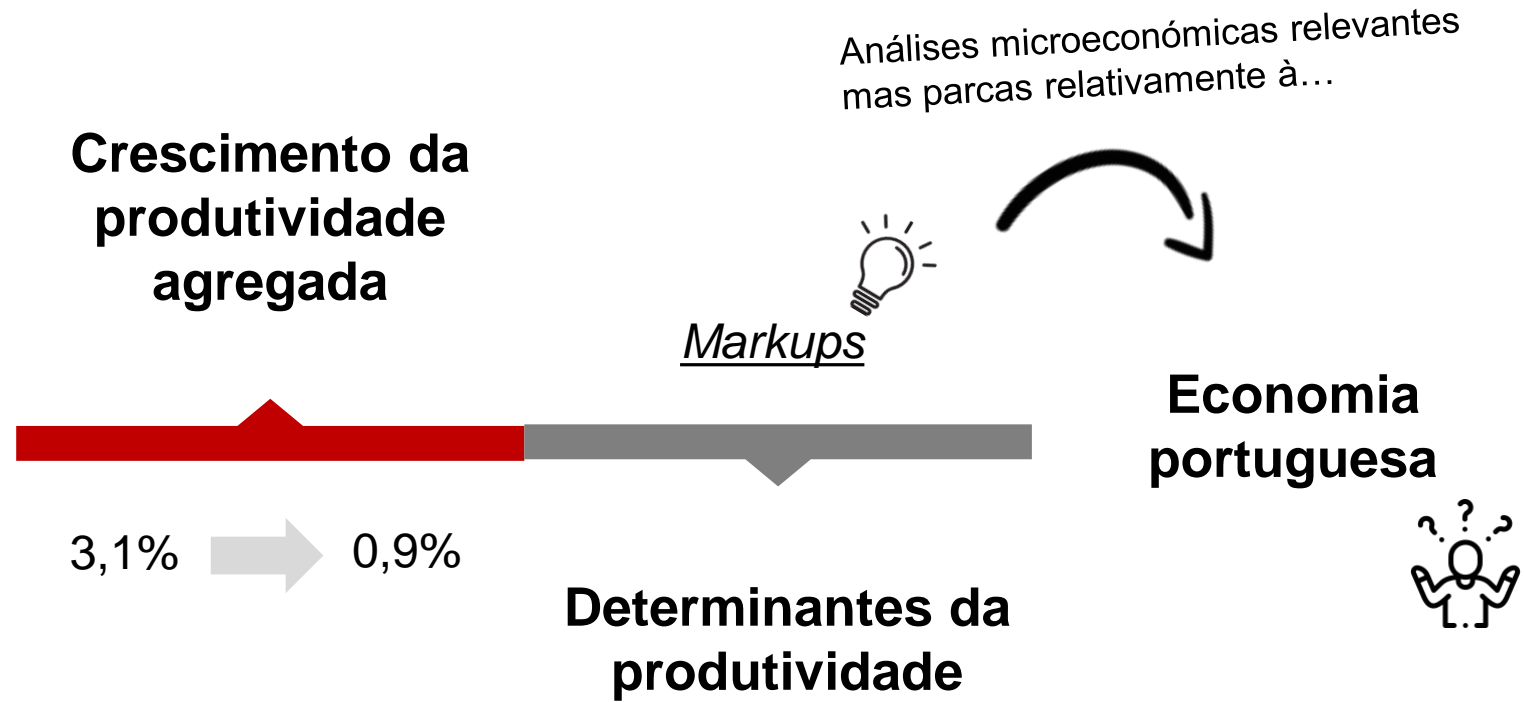 Análises microeconómicas relevantes
mas parcas relativamente à…
Crescimento da
produtividade
agregada
Markups
Economia
portuguesa
3,1%
0,9%
Determinantes da
produtividade